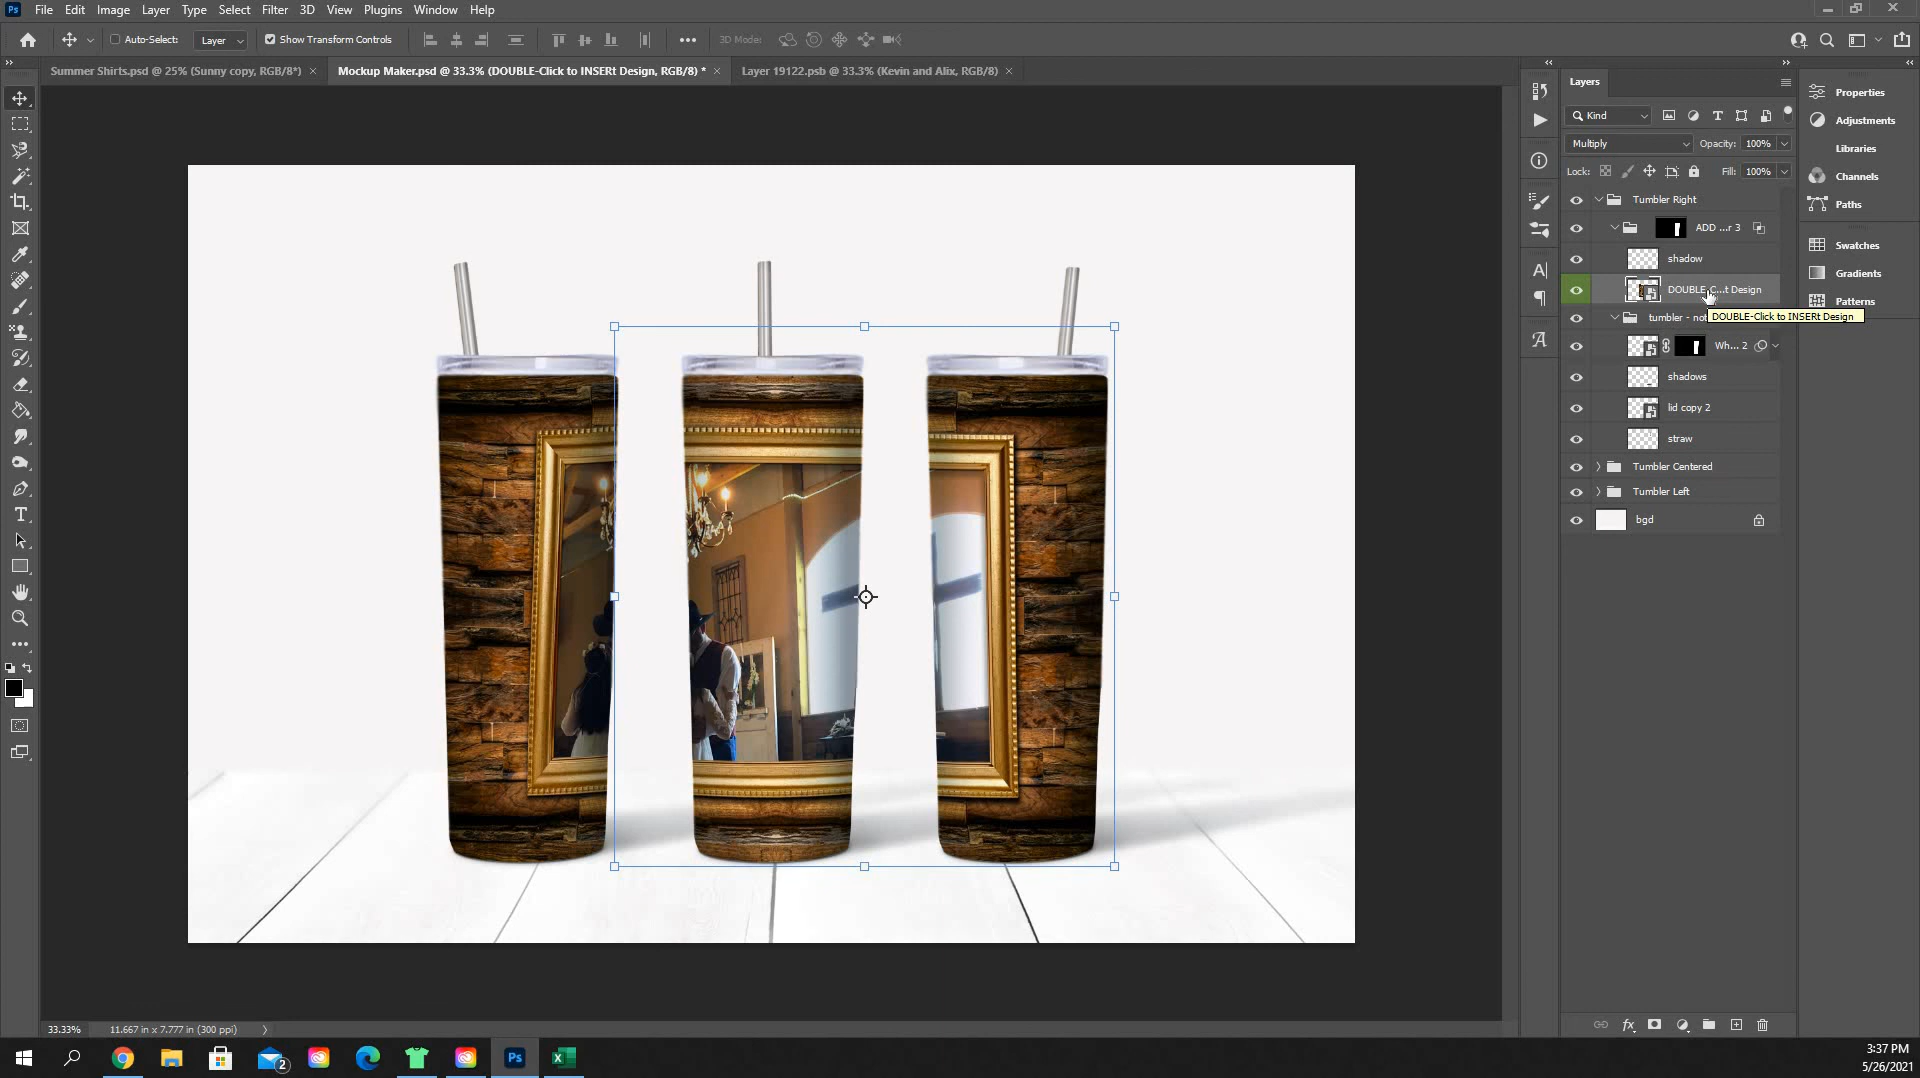 Ps File Edit Image Layer Type Select Filter 3D View Plugins Window Help
Auto-Select: Layer Show Transform Controls 3D Mode:
Summer Shirts.psd @ 25% (Sunny copy, RGB/8*) × Mockup Maker.psd @ 33.3% (DOUBLE-Click to INSERt Design, RGB/8) * × Layer 19122.psb @ 33.3% (Kevin and Alix, RGB/8) ×
Layers
Kind
Multiply Opacity: 100%
Lock: Fill: 100%
Tumbler Right
ADD ...r 3
shadow
DOUBLE-C...t Design
DOUBLE-Click to INSERt Design
tumbler - not
Wh... 2
shadows
lid copy 2
straw
Tumbler Centered
Tumbler Left
bgd
Properties
Adjustments
Libraries
Channels
Paths
Swatches
Gradients
Patterns
33.33% 11.667 in x 7.777 in (300 ppi)
fx
2
Ps
3:37 PM
5/26/2021